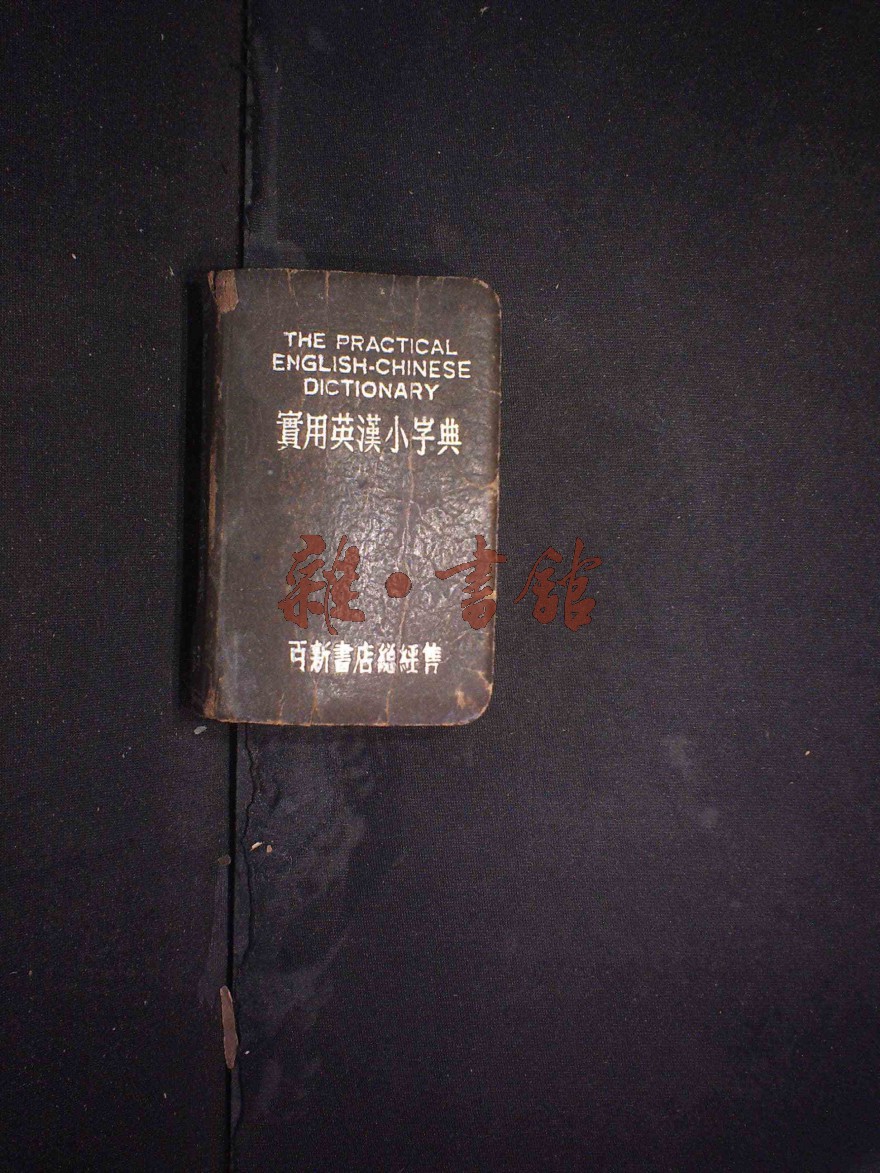 THE PRACTICAL
ENGLISH-CHINESE
DICTIONARY
實用英漢小字典
雜·書館
百新書店總經售